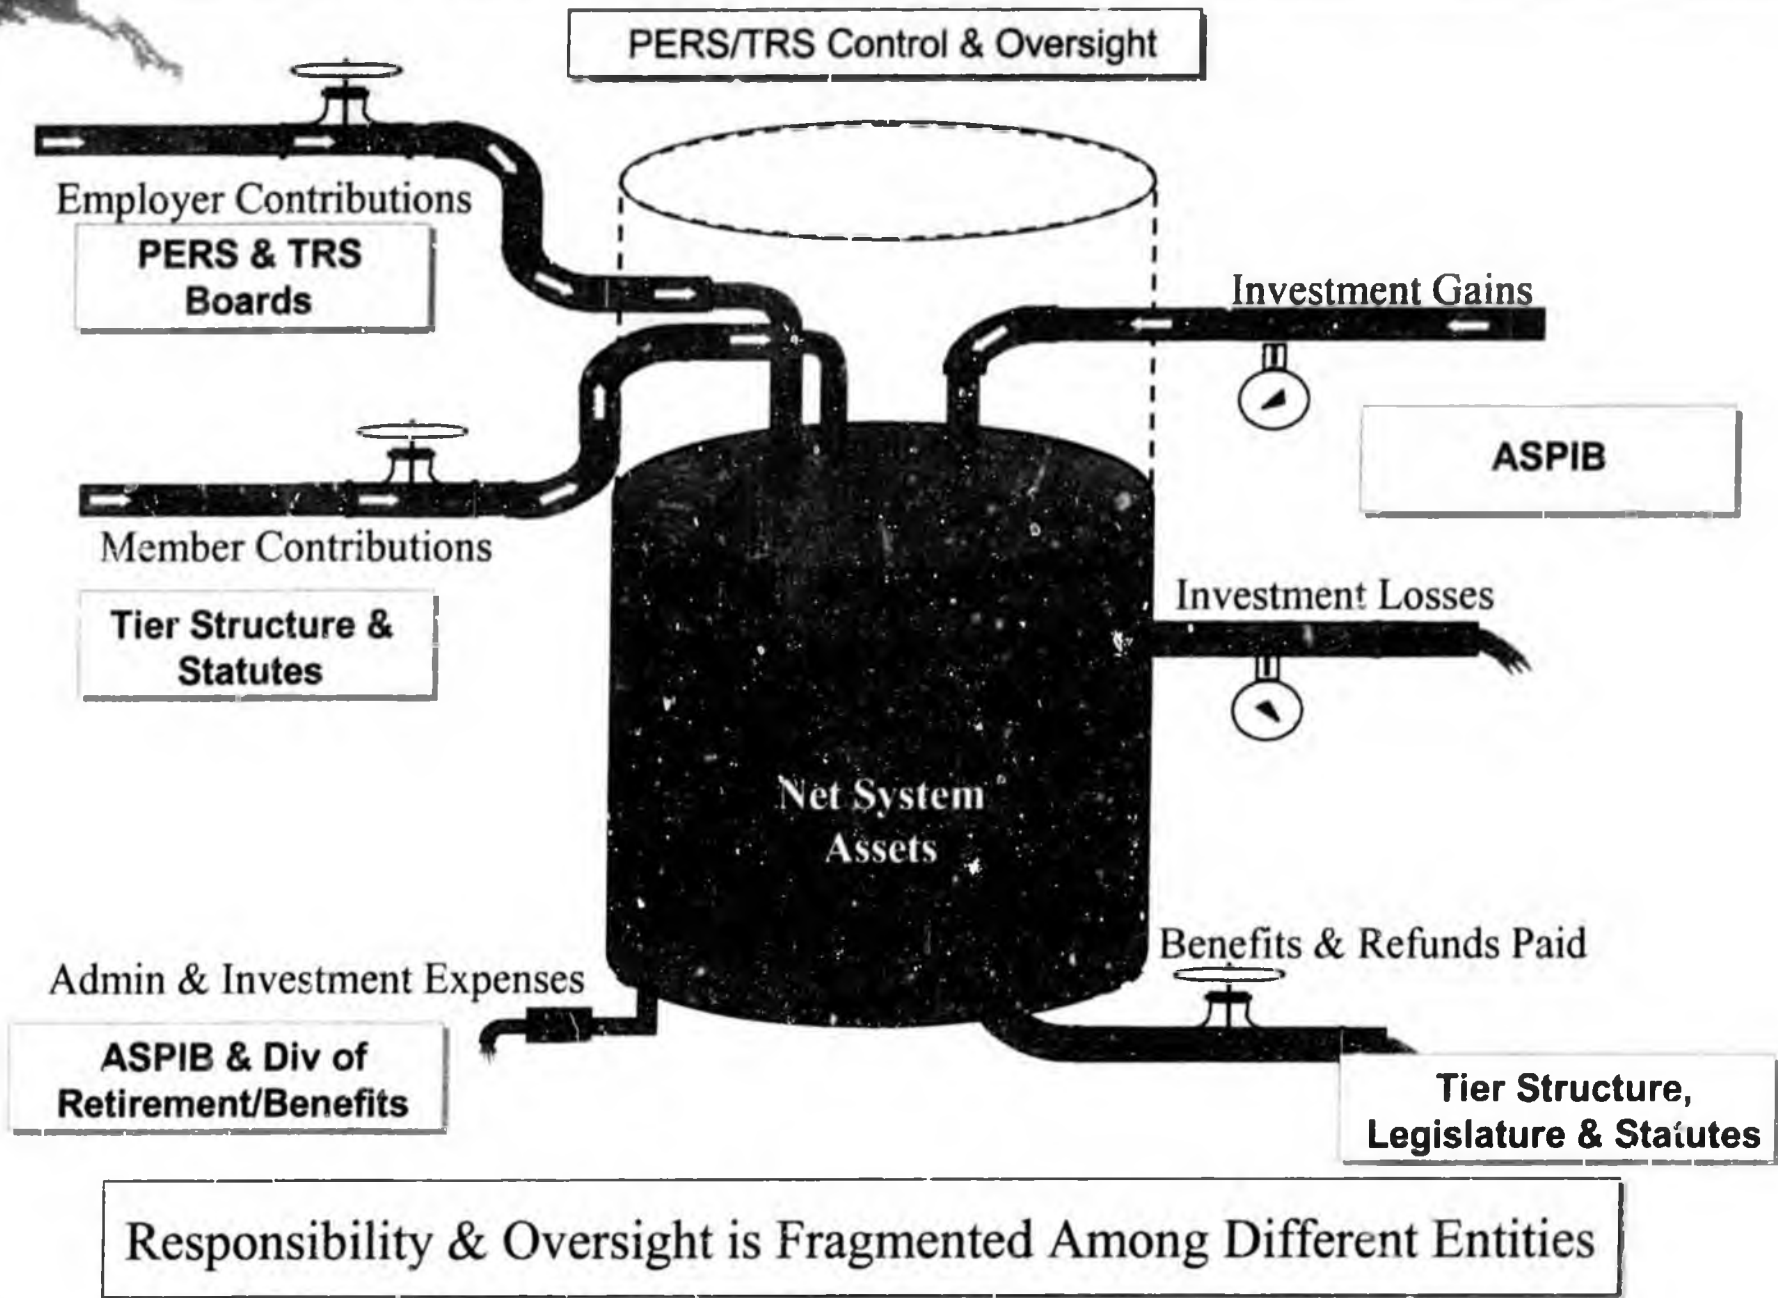 PERS/TRS Control & Oversight
Employer Contributions
PERS & TRS
Boards
Investment Gains
ASPIB
Member Contributions
Tier Structure &
Statutes
Investment Losses
Net System
Assets
Benefits & Refunds Paid
Admin & Investment Expenses
ASPIB & Div of
Retirement/Benefits
Tier Structure,
Legislature & Statutes
Responsibility & Oversight is Fragmented Among Different Entities